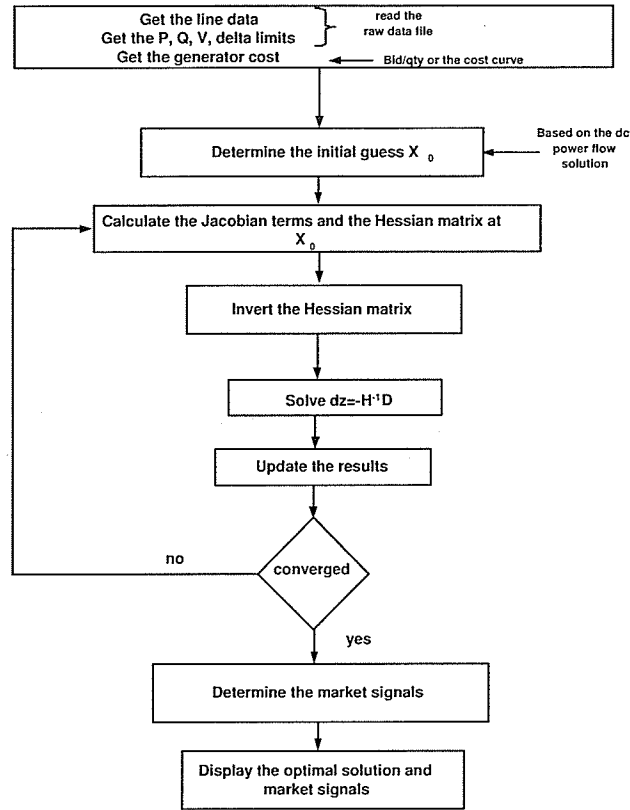 Get the line data
Get the P, Q, V, delta limits
read the
raw data file
Get the generator cost
Bid/qty or the cost curve
Determine the initial guess X 0
Based on the dc
power flow
solution
Calculate the Jacobian terms and the Hessian matrix at
X 0
Invert the Hessian matrix
Solve dz=-H⁻¹D
Update the results
converged
no
yes
Determine the market signals
Display the optimal solution and
market signals